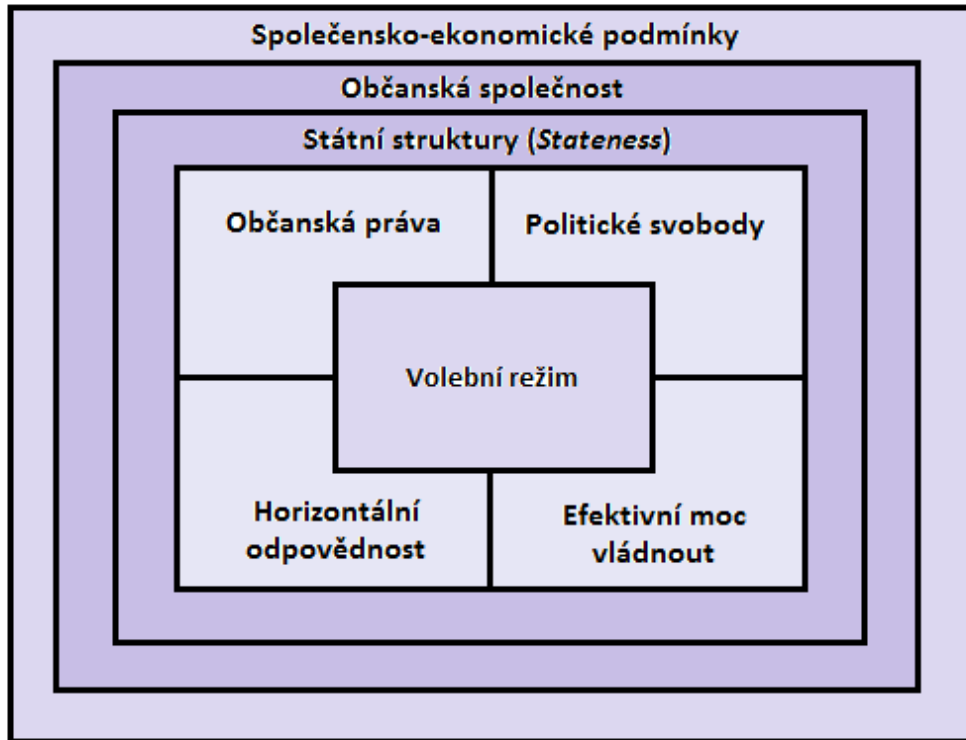 Společensko-ekonomické podmínky
Občanská společnost
Státní struktury (Stateness)
Občanská práva
Politické svobody
Volební režim
Horizontální
odpovědnost
Efektivní moc
vládnout